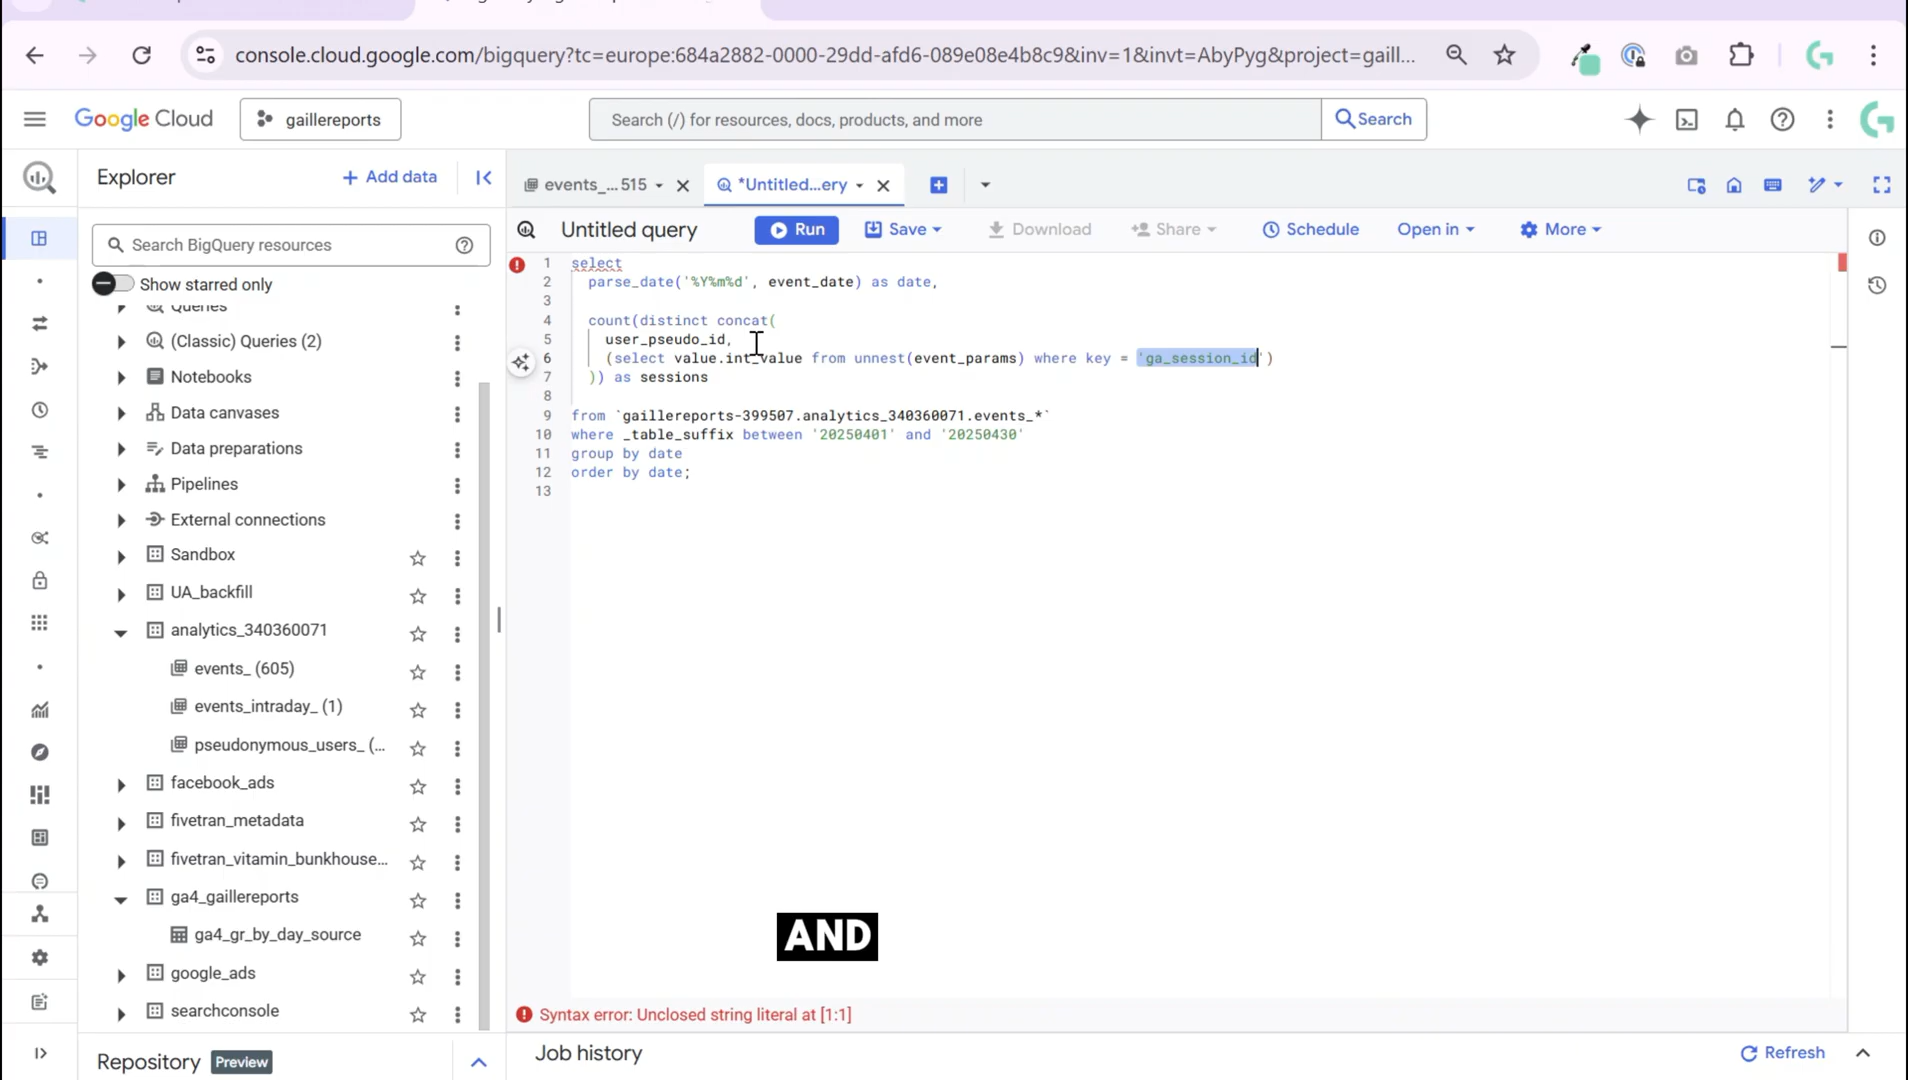 console.cloud.google.com/bigquery?tc=europe:684a2882-0000-29dd-afd6-089e08e4b8c9&inv=1&invt=AbyPyg&project=gaill...
Google Cloud
gaillereports
Search (/) for resources, docs, products, and more
Search
Explorer
+ Add data
events_... 515
*Untitled...ery
Search BigQuery resources
Untitled query
Run
Save
Download
Share
Schedule
Open in
More
Show starred only
Queries
(Classic) Queries (2)
Notebooks
Data canvases
Data preparations
Pipelines
External connections
Sandbox
UA_backfill
analytics_340360071
events_ (605)
events_intraday_ (1)
pseudonymous_users_ (...
facebook_ads
fivetran_metadata
fivetran_vitamin_bunkhouse...
ga4_gaillereports
ga4_gr_by_day_source
google_ads
searchconsole
Repository Preview
1 select
2 parse_date('%Y%m%d', event_date) as date,
3
4 count(distinct concat(
5 user_pseudo_id,
6 (select value.int_value from unnest(event_params) where key = 'ga_session_id')
7 )) as sessions
8
9 from `gaillereports-399507.analytics_340360071.events_*`
10 where _table_suffix between '20250401' and '20250430'
11 group by date
12 order by date;
13
AND
Syntax error: Unclosed string literal at [1:1]
Job history
Refresh